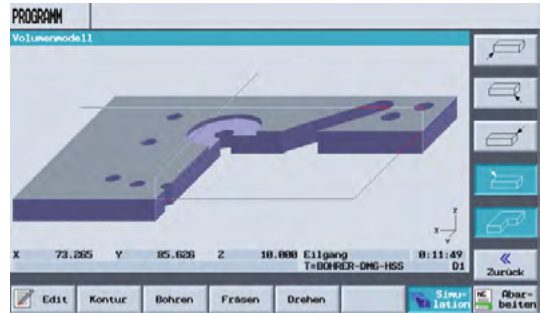 PROGRAMM
Volumenmodell
Z
X
Y
X 73.265 Y 85.626 Z 10.000 Eilgang 0:11:49
T=BOHRER-DMG-HSS D1
« Zurück
Edit Kontur Bohren Fräsen Drehen Simu-lation NC Abar-beiten